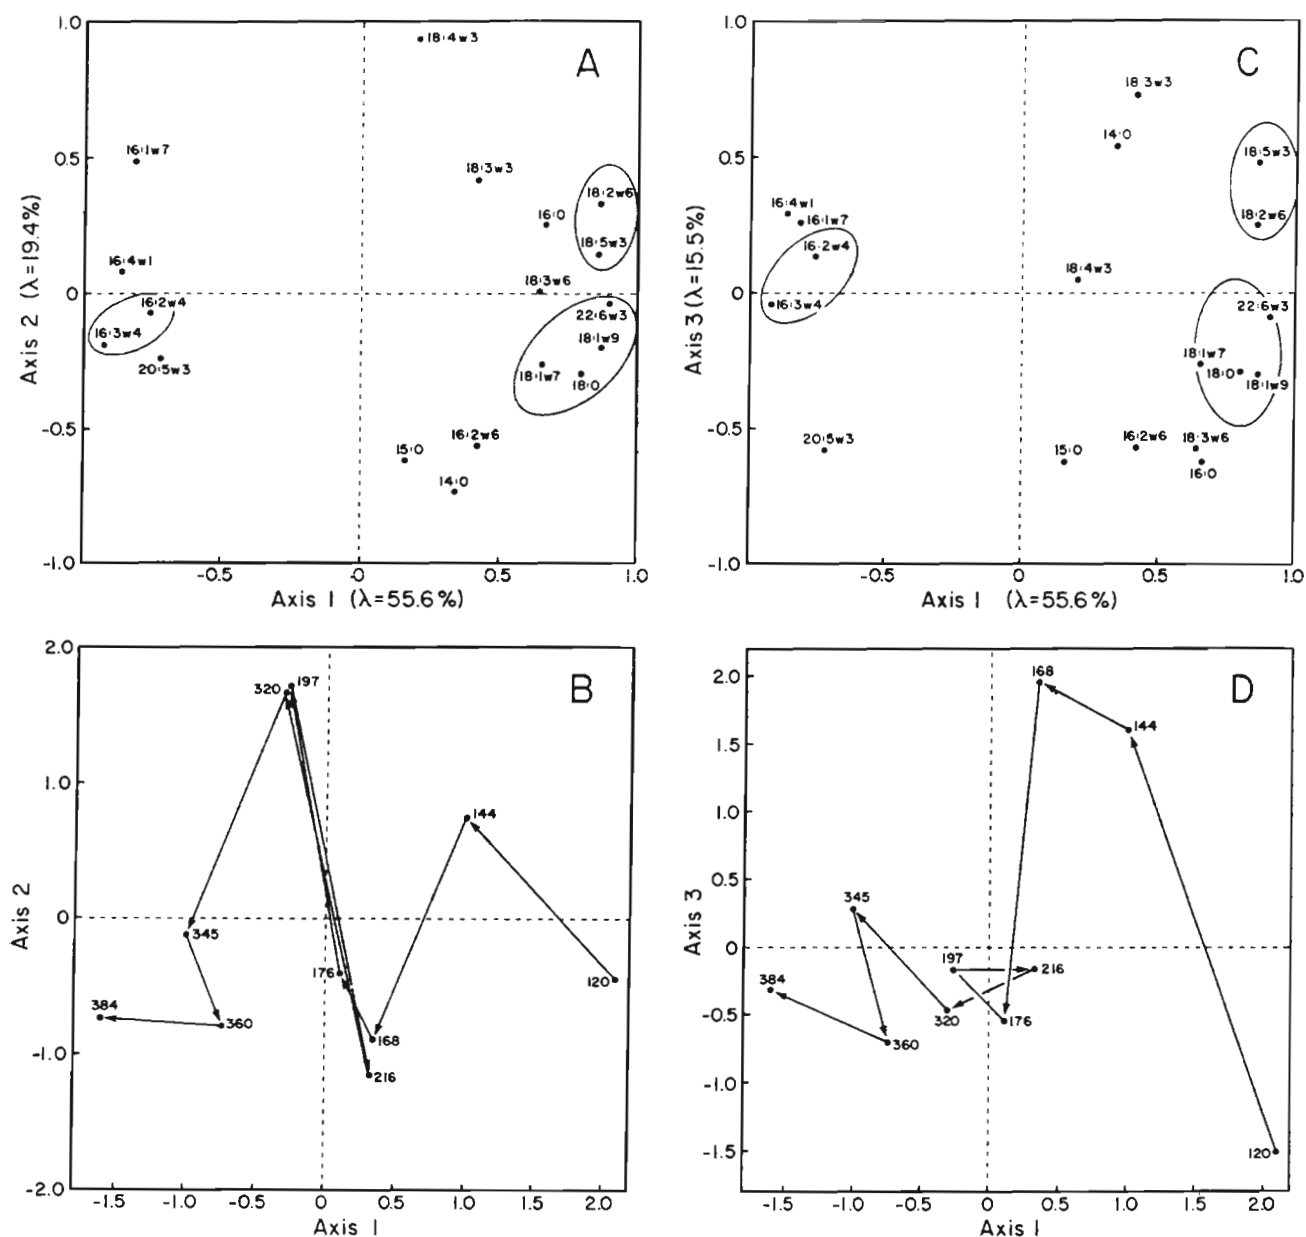 A
1.0
0.5
0
-0.5
-1.0
Axis 2 (λ=19.4%)
18:4w3
16:1w7
18:3w3
18:2w6
16:0
18:5w3
16:4w1
18:3w6
16:2w4
22:6w3
16:3w4
18:1w9
20:5w3
18:1w7
18:0
16:2w6
15:0
14:0
-0.5
0
0.5
1.0
Axis 1 (λ=55.6%)
C
1.0
0.5
0
-0.5
-1.0
Axis 3 (λ=15.5%)
18:3w3
14:0
18:5w3
16:4w1
16:1w7
18:2w6
16:2w4
18:4w3
16:3w4
22:6w3
18:1w7
18:0
18:1w9
20:5w3
15:0
16:2w6
18:3w6
16:0
-0.5
0
0.5
1.0
Axis 1 (λ=55.6%)
B
2.0
1.0
0
-1.0
-2.0
Axis 2
320
197
144
345
176
120
384
360
168
216
-1.5
-1.0
-0.5
0
0.5
1.0
1.5
2.0
Axis 1
D
2.0
1.5
1.0
0.5
0
-0.5
-1.0
-1.5
Axis 3
168
144
345
197
216
384
320
176
360
120
-1.5
-1.0
-0.5
0
0.5
1.0
1.5
2.0
Axis 1